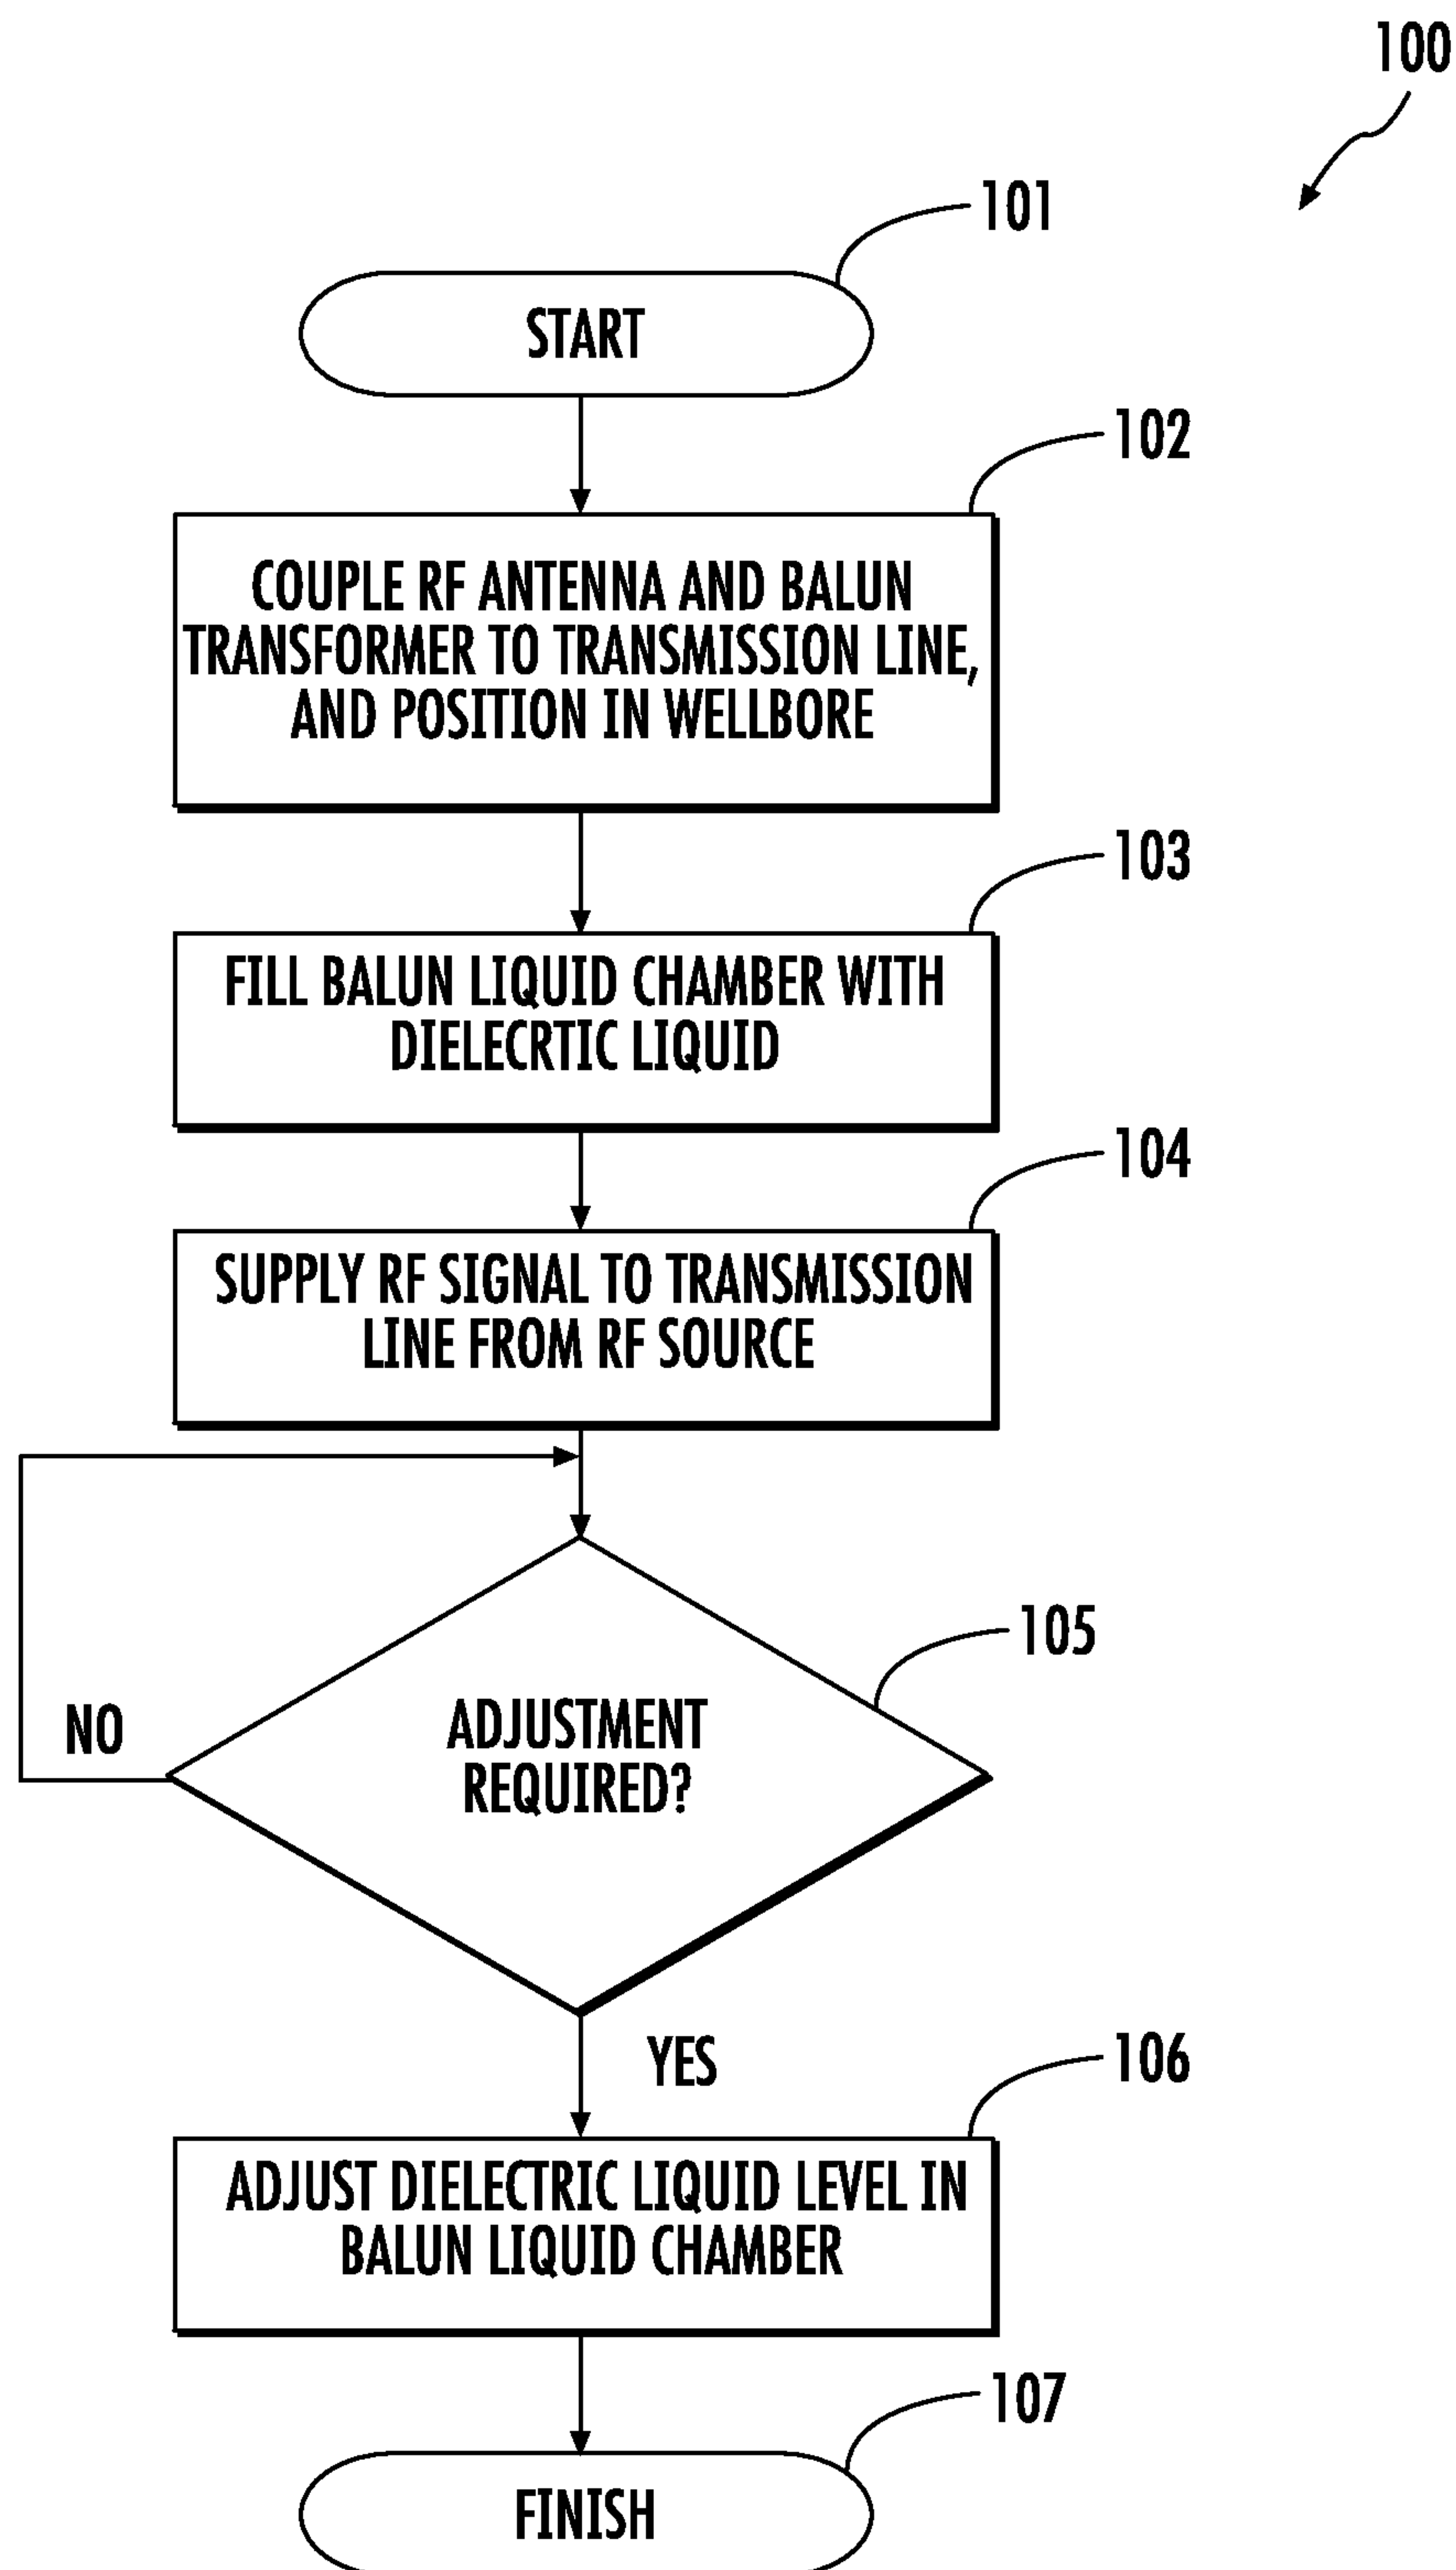 100
101
START
102
COUPLE RF ANTENNA AND BALUN
TRANSFORMER TO TRANSMISSION LINE,
AND POSITION IN WELLBORE
103
FILL BALUN LIQUID CHAMBER WITH
DIELECRTIC LIQUID
104
SUPPLY RF SIGNAL TO TRANSMISSION
LINE FROM RF SOURCE
105
ADJUSTMENT
REQUIRED?
NO
YES
106
ADJUST DIELECTRIC LIQUID LEVEL IN
BALUN LIQUID CHAMBER
107
FINISH